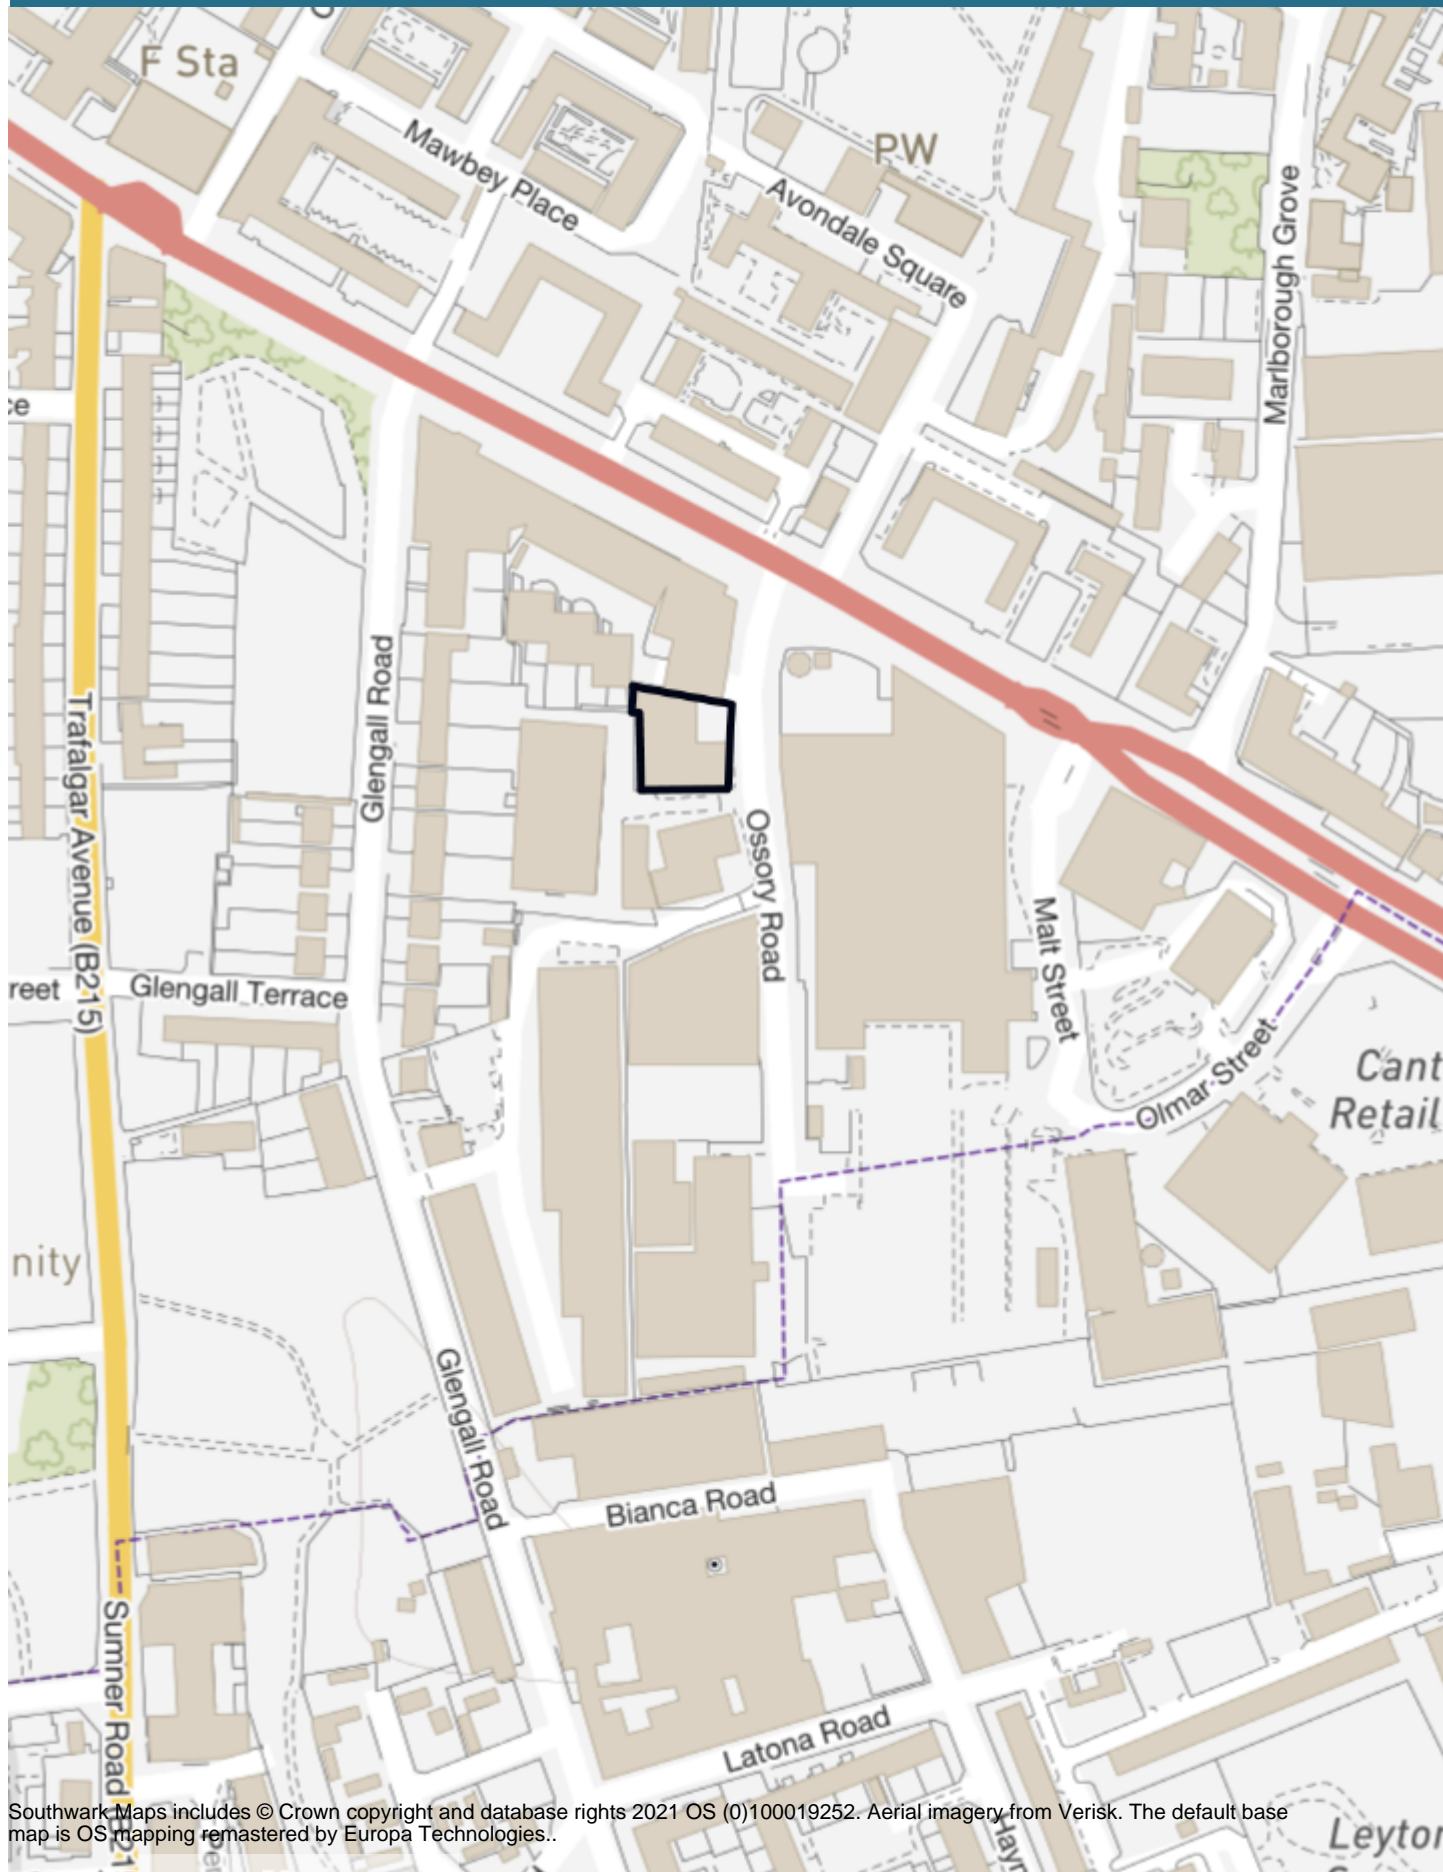 F Sta
Mawbey Place
PW
Avondale Square
Marlborough Grove
Glengall Road
Trafalgar Avenue (B215)
Ossory Road
Malt Street
reet
Glengall Terrace
Olmar Street
Cant
Retail
nity
Glengall Road
Bianca Road
Sumner Road
Latona Road
Southwark Maps includes © Crown copyright and database rights 2021 OS (0)100019252. Aerial imagery from Verisk. The default base
map is OS mapping remastered by Europa Technologies..
Leyton